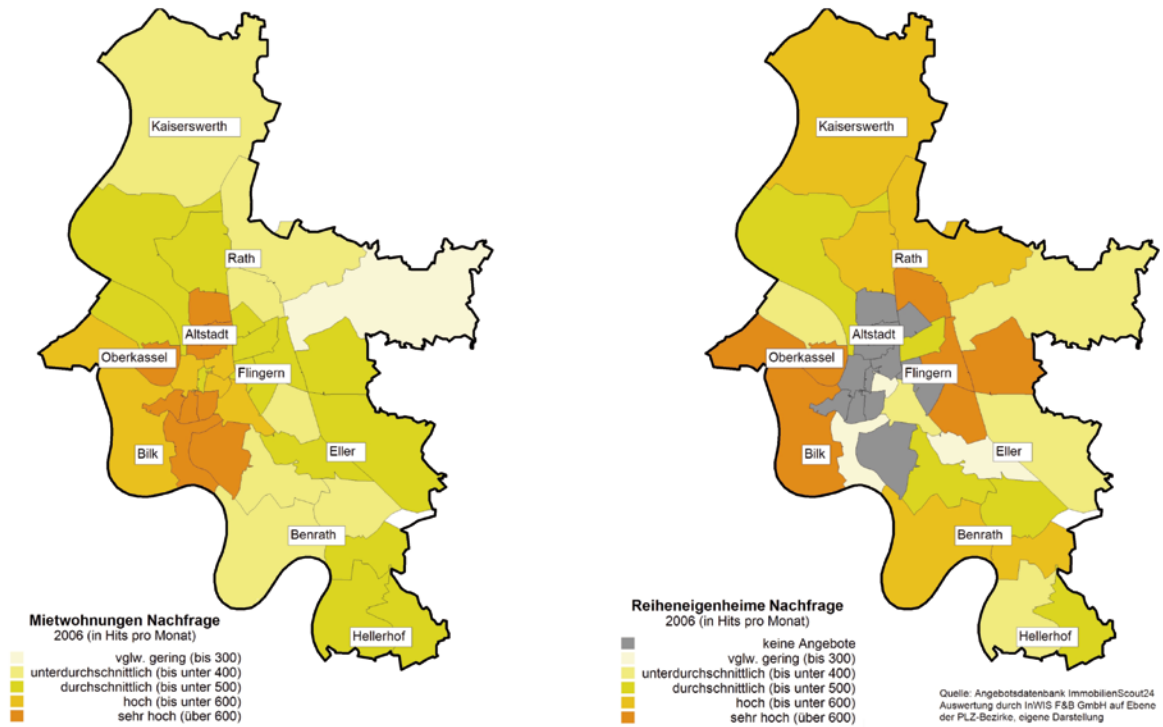 Kaiserswerth
Rath
Altstadt
Oberkassel
Flingern
Bilk
Eller
Benrath
Hellerhof
Mietwohnungen Nachfrage
2006 (in Hits pro Monat)
vglw. gering (bis 300)
unterdurchschnittlich (bis unter 400)
durchschnittlich (bis unter 500)
hoch (bis unter 600)
sehr hoch (über 600)
Kaiserswerth
Rath
Altstadt
Oberkassel
Flingern
Bilk
Eller
Benrath
Hellerhof
Reiheneigenheime Nachfrage
2006 (in Hits pro Monat)
keine Angebote
vglw. gering (bis 300)
unterdurchschnittlich (bis unter 400)
durchschnittlich (bis unter 500)
hoch (bis unter 600)
sehr hoch (über 600)
Quelle: Angebotsdatenbank ImmobilienScout24
Auswertung durch InWIS F&B GmbH auf Ebene
der PLZ-Bezirke, eigene Darstellung